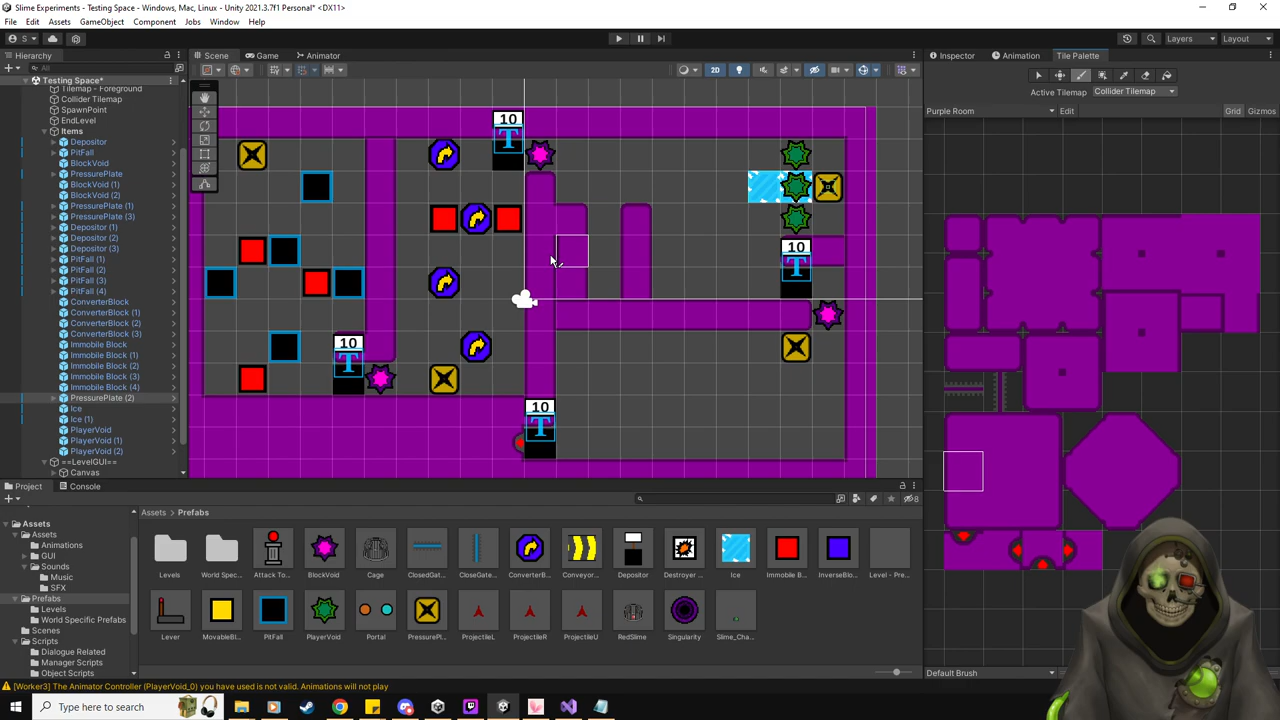 Slime Experiments - Testing Space - Windows, Mac, Linux - Unity 2021.3.7f1 Personal* <DX11>
File Edit Assets GameObject Component Jobs Window Help
S
Layers Layout
Hierarchy
All
Testing Space*
Tilemap - Foreground
Collider Tilemap
SpawnPoint
EndLevel
Items
Depositor
PitFall
BlockVoid
PressurePlate
BlockVoid (1)
BlockVoid (2)
PressurePlate (1)
PressurePlate (3)
Depositor (1)
Depositor (2)
Depositor (3)
PitFall (1)
PitFall (2)
PitFall (3)
PitFall (4)
ConverterBlock
ConverterBlock (1)
ConverterBlock (2)
ConverterBlock (3)
Immobile Block
Immobile Block (1)
Immobile Block (2)
Immobile Block (3)
Immobile Block (4)
PressurePlate (2)
Ice
Ice (1)
PlayerVoid
PlayerVoid (1)
PlayerVoid (2)
==LevelGUI==
Canvas
Scene Game Animator
2D
10
T
10
T
10
T
10
T
Inspector Animation Tile Palette
Active Tilemap Collider Tilemap
Purple Room Edit Grid Gizmos
Default Brush
Project Console
8
Assets
Assets
Animations
GUI
Sounds
Music
SFX
Prefabs
Levels
World Specific Prefabs
Scenes
Scripts
Dialogue Related
Manager Scripts
Object Scripts
Assets > Prefabs
Levels World Spec... Attack To... BlockVoid Cage ClosedGat... CloseGate... ConverterB... Conveyor... Depositor Destroyer ... Ice Immobile B... InverseBlo... Level - Pre...
Lever MovableBl... PitFall PlayerVoid Portal PressurePl... ProjectileL ProjectileR ProjectileU RedSlime Singularity Slime_Cha...
[Worker3] The Animator Controller (PlayerVoid_0) you have used is not valid. Animations will not play
Type here to search